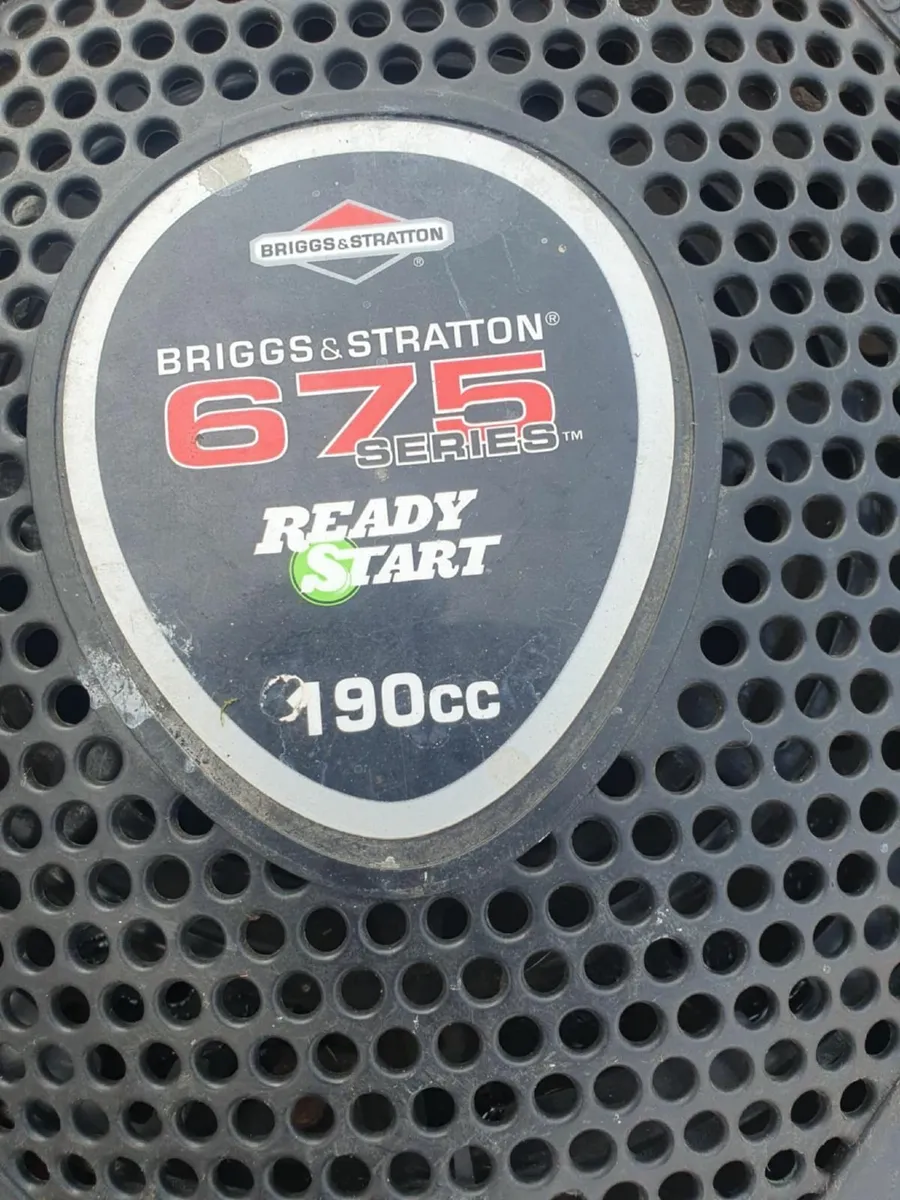 BRIGGS&STRATTON
®
BRIGGS & STRATTON®
675
SERIES™
READY
START
190cc